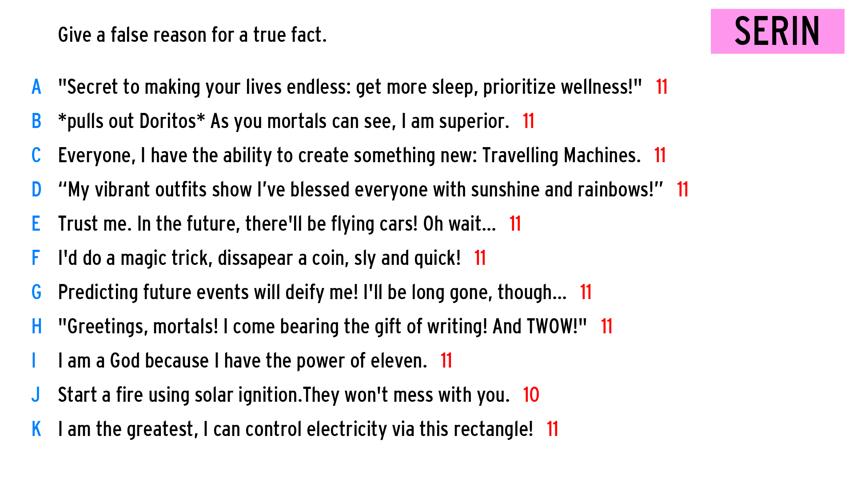 Give a false reason for a true fact.
SERIN
A "Secret to making your lives endless: get more sleep, prioritize wellness!" 11
B *pulls out Doritos* As you mortals can see, I am superior. 11
C Everyone, I have the ability to create something new: Travelling Machines. 11
D “My vibrant outfits show I’ve blessed everyone with sunshine and rainbows!” 11
E Trust me. In the future, there'll be flying cars! Oh wait... 11
F I'd do a magic trick, dissapear a coin, sly and quick! 11
G Predicting future events will deify me! I'll be long gone, though... 11
H "Greetings, mortals! I come bearing the gift of writing! And TWOW!" 11
I I am a God because I have the power of eleven. 11
J Start a fire using solar ignition.They won't mess with you. 10
K I am the greatest, I can control electricity via this rectangle! 11